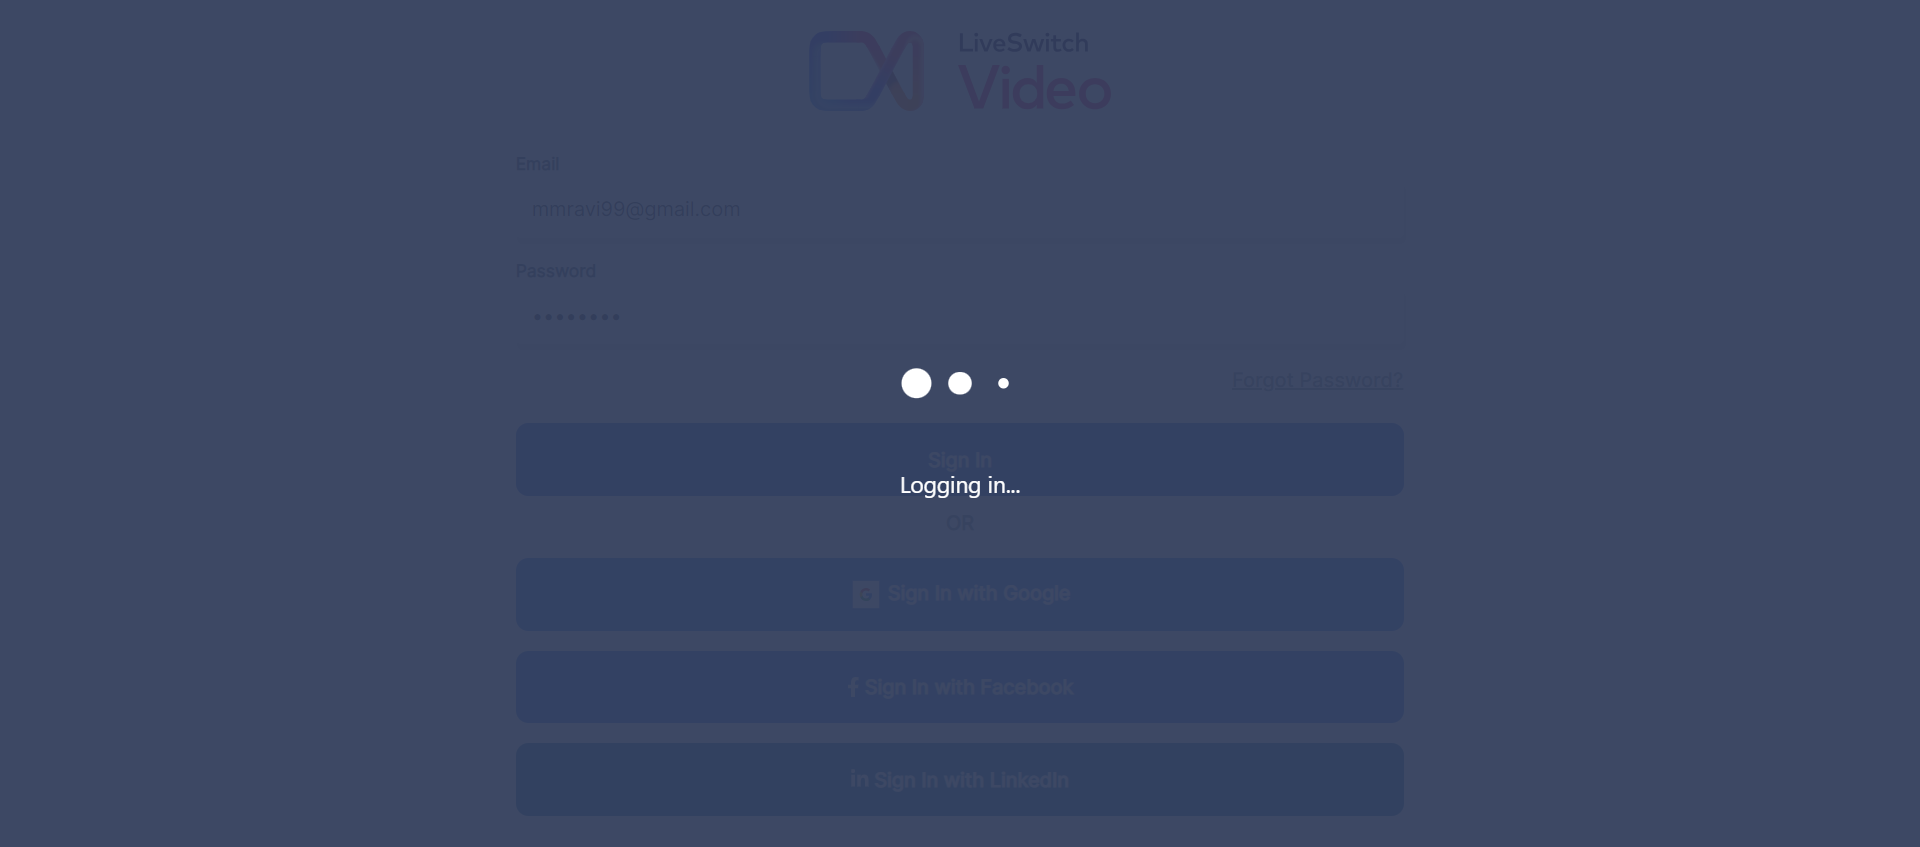 LiveSwitch
Video
Email
mmravi99@gmail.com
Password
••••••••
Forgot Password?
Sign In
Logging in...
OR
G Sign In with Google
f Sign In with Facebook
in Sign In with LinkedIn